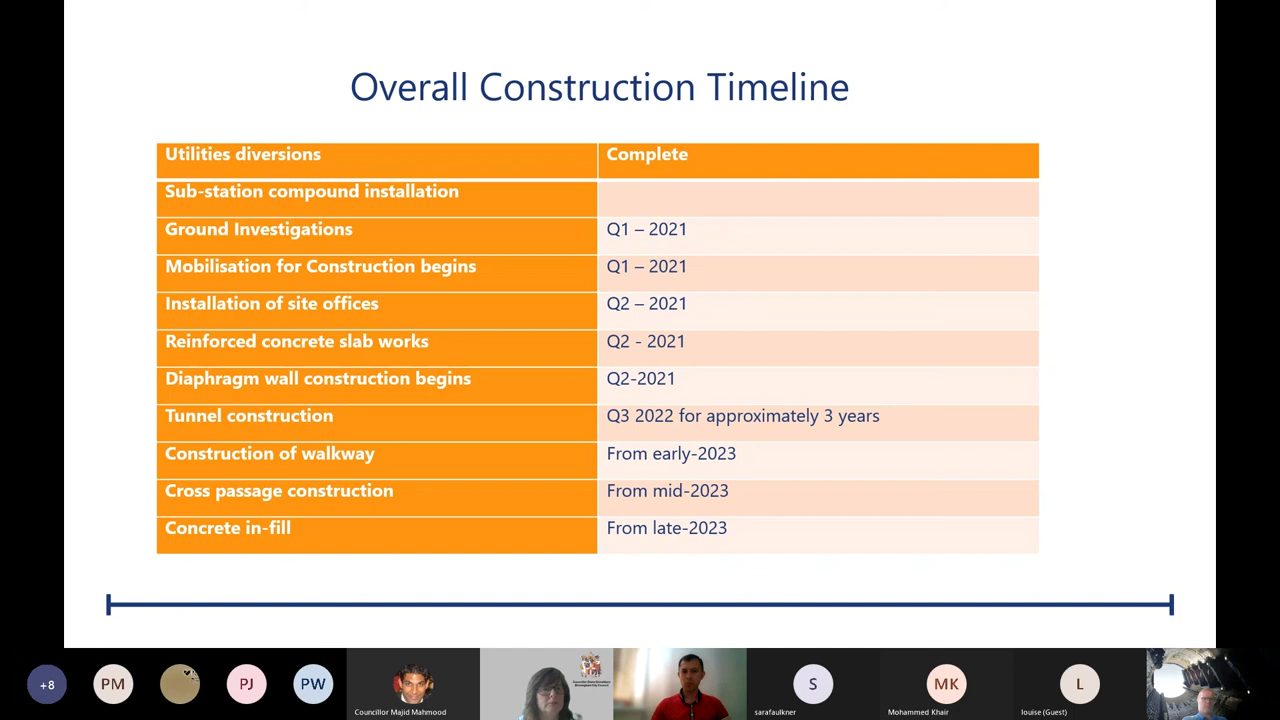 Overall Construction Timeline
Utilities diversions Complete
Sub-station compound installation
Ground Investigations Q1 – 2021
Mobilisation for Construction begins Q1 – 2021
Installation of site offices Q2 – 2021
Reinforced concrete slab works Q2 - 2021
Diaphragm wall construction begins Q2-2021
Tunnel construction Q3 2022 for approximately 3 years
Construction of walkway From early-2023
Cross passage construction From mid-2023
Concrete in-fill From late-2023
+8 PM PJ PW S MK L
Councillor Majid Mahmood sarafaulkner Mohammed Khair louise (Guest)